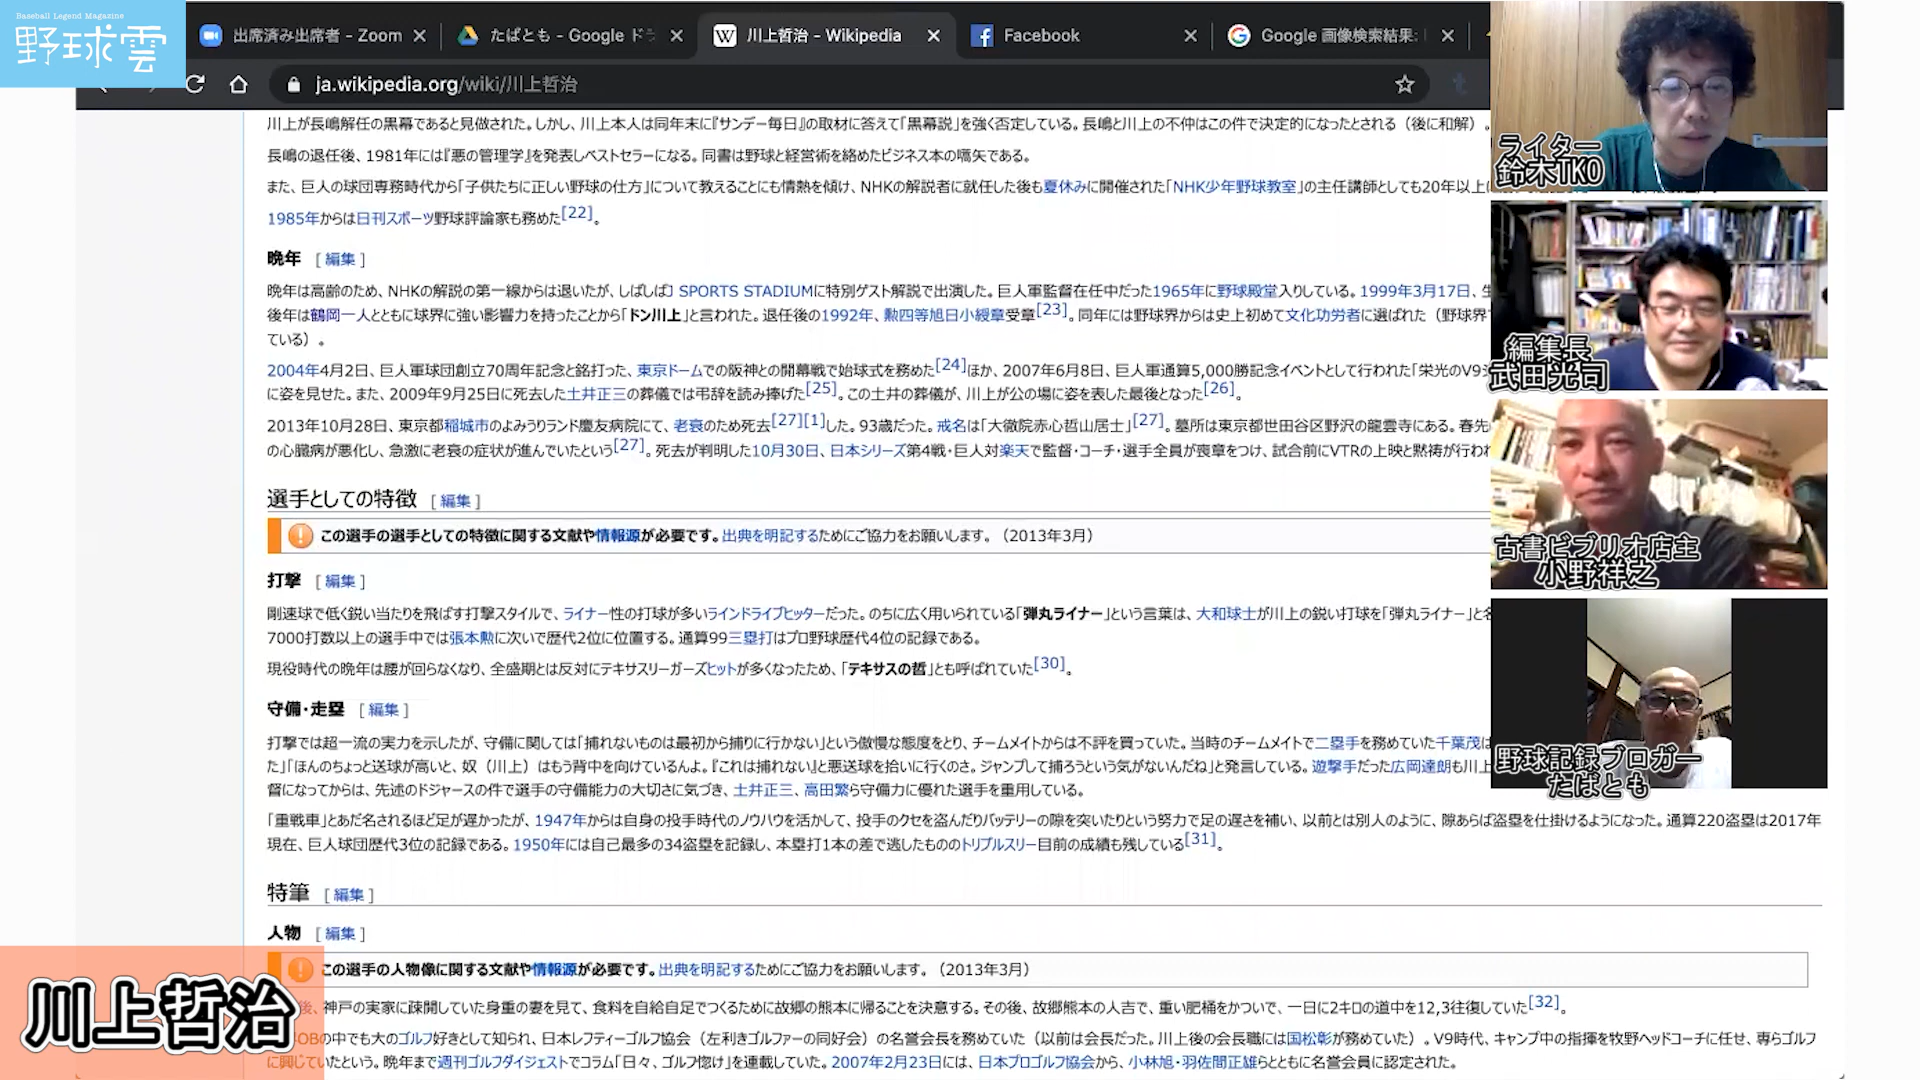 Baseball Legend Magazine
野球雲
出席済み出席者 - Zoom
たばとも - Google ドラ
川上哲治 - Wikipedia
Facebook
Google 画像検索結果:
ja.wikipedia.org/wiki/川上哲治
川上が長嶋解任の黒幕であると見做された。しかし、川上本人は同年末に『サンデー毎日』の取材に答えて「黒幕説」を強く否定している。長嶋と川上の不仲はこの件で決定的になったとされる（後に和解）。
長嶋の退任後、1981年には『悪の管理学』を発表しベストセラーになる。同書は野球と経営術を絡めたビジネス本の嚆矢である。
また、巨人の球団専務時代から「子供たちに正しい野球の仕方」について教えることにも情熱を傾け、NHKの解説者に就任した後も夏休みに開催された「NHK少年野球教室」の主任講師としても20年以上に
1985年からは日刊スポーツ野球評論家も務めた[22]。
晩年 [ 編集 ]
晩年は高齢のため、NHKの解説の第一線からは退いたが、しばしばJ SPORTS STADIUMに特別ゲスト解説で出演した。巨人軍監督在任中だった1965年に野球殿堂入りしている。1999年3月17日、
後年は鶴岡一人とともに球界に強い影響力を持ったことから「ドン川上」と言われた。退任後の1992年、勲四等旭日小綬章受章[23]。同年には野球界からは史上初めて文化功労者に選ばれた（野球界
ている）。
2004年4月2日、巨人軍球団創立70周年記念と銘打った、東京ドームでの阪神との開幕戦で始球式を務めた[24]ほか、2007年6月8日、巨人軍通算5,000勝記念イベントとして行われた「栄光のV9
に姿を見せた。また、2009年9月25日に死去した土井正三の葬儀では弔辞を読み捧げた[25]。この土井の葬儀が、川上が公の場に姿を表した最後となった[26]。
2013年10月28日、東京都稲城市のよみうりランド慶友病院にて、老衰のため死去[27][1]した。93歳だった。戒名は「大徹院赤心哲山居士」[27]。墓所は東京都世田谷区野沢の龍雲寺にある。春先
の心臓病が悪化し、急激に老衰の症状が進んでいたという[27]。死去が判明した10月30日、日本シリーズ第4戦・巨人対楽天で監督・コーチ・選手全員が喪章をつけ、試合前にVTRの上映と黙祷が行わ
選手としての特徴 [ 編集 ]
この選手の選手としての特徴に関する文献や情報源が必要です。出典を明記するためにご協力をお願いします。（2013年3月）
打撃 [ 編集 ]
剛速球で低く鋭い当たりを飛ばす打撃スタイルで、ライナー性の打球が多いラインドライブヒッターだった。のちに広く用いられている「弾丸ライナー」という言葉は、大和球士が川上の鋭い打球を「弾丸ライナー」と名
7000打数以上の選手中では張本勲に次いで歴代2位に位置する。通算99三塁打はプロ野球歴代4位の記録である。
現役時代の晩年は腰が回らなくなり、全盛期とは反対にテキサスリーガーズヒットが多くなったため、「テキサスの哲」とも呼ばれていた[30]。
守備・走塁 [ 編集 ]
打撃では超一流の実力を示したが、守備に関しては「捕れないものは最初から捕りに行かない」という傲慢な態度をとり、チームメイトからは不評を買っていた。当時のチームメイトで二塁手を務めていた千葉茂は
た」「ほんのちょっと送球が高いと、奴（川上）はもう背中を向けているんよ。『これは捕れない』と悪送球を拾いに行くのさ。ジャンプして捕ろうという気がないんだね」と発言している。遊撃手だった広岡達朗も川上
督になってからは、先述のドジャースの件で選手の守備能力の大切さに気づき、土井正三、高田繁ら守備力に優れた選手を重用している。
「重戦車」とあだ名されるほど足が遅かったが、1947年からは自身の投手時代のノウハウを活かして、投手のクセを盗んだりバッテリーの隙を突いたりという努力で足の遅さを補い、以前とは別人のように、隙あらば盗塁を仕掛けるようになった。通算220盗塁は2017年
現在、巨人球団歴代3位の記録である。1950年には自己最多の34盗塁を記録し、本塁打1本の差で逃したもののトリプルスリー目前の成績も残している[31]。
特筆 [ 編集 ]
人物 [ 編集 ]
この選手の人物像に関する文献や情報源が必要です。出典を明記するためにご協力をお願いします。（2013年3月）
後、神戸の実家に疎開していた身重の妻を見て、食料を自給自足でつくるために故郷の熊本に帰ることを決意する。その後、故郷熊本の人吉で、重い肥桶をかついで、一日に2キロの道中を12,3往復していた[32]。
OBの中でも大のゴルフ好きとして知られ、日本レフティーゴルフ協会（左利きゴルファーの同好会）の名誉会長を務めていた（以前は会長だった。川上後の会長職には国松彰が務めていた）。V9時代、キャンプ中の指揮を牧野ヘッドコーチに任せ、専らゴルフ
に興じていたという。晩年まで週刊ゴルフダイジェストでコラム「日々、ゴルフ惚け」を連載していた。2007年2月23日には、日本プロゴルフ協会から、小林旭・羽佐間正雄らとともに名誉会員に認定された。
ライター
鈴木TKO
編集長
武田光司
古書ビブリオ店主
小野祥之
野球記録ブロガー
たばとも
川上哲治